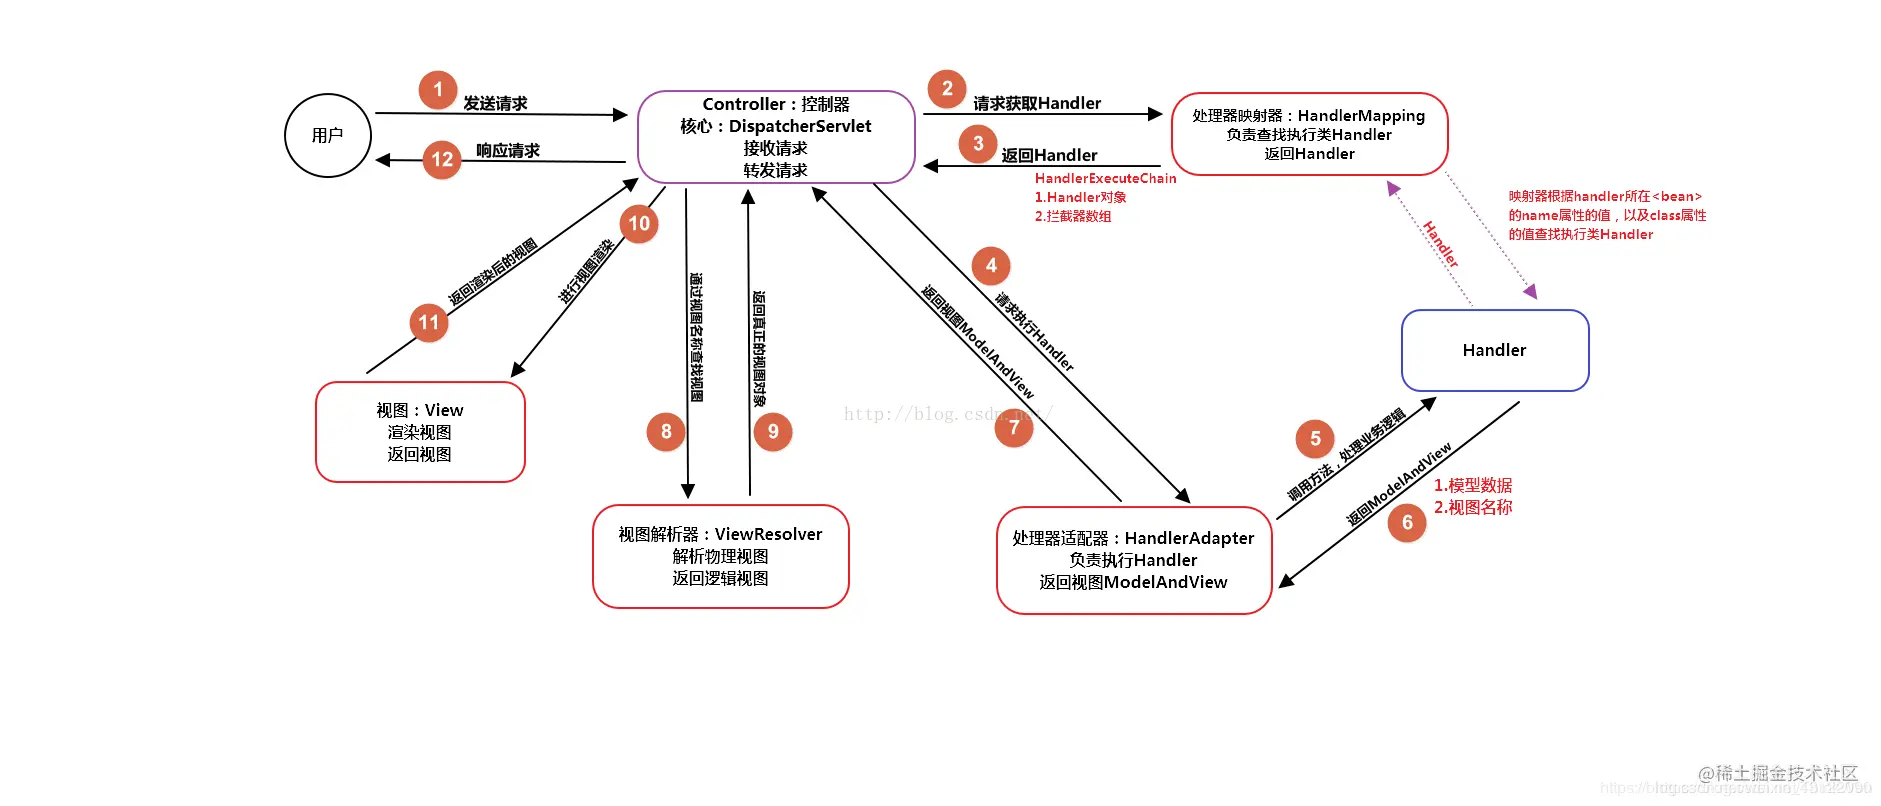 1
发送请求
用户
12
响应请求
Controller：控制器
核心：DispatcherServlet
接收请求
转发请求
2
请求获取Handler
3
返回Handler
HandlerExecuteChain
1.Handler对象
2.拦截器数组
处理器映射器：HandlerMapping
负责查找执行类Handler
返回Handler
映射器根据handler所在<bean>
的name属性的值，以及class属性
的值查找执行类Handler
Handler
Handler
4
请求执行Handler
5
调用方法，处理业务逻辑
6
返回ModelAndView
1.模型数据
2.视图名称
处理器适配器：HandlerAdapter
负责执行Handler
返回视图ModelAndView
7
返回视图ModelAndView
8
通过视图名称查找视图
9
返回真正的视图对象
视图解析器：ViewResolver
解析物理视图
返回逻辑视图
10
进行视图渲染
11
返回渲染后的视图
视图：View
渲染视图
返回视图
http://blog.csdn.net/
@稀土掘金技术社区